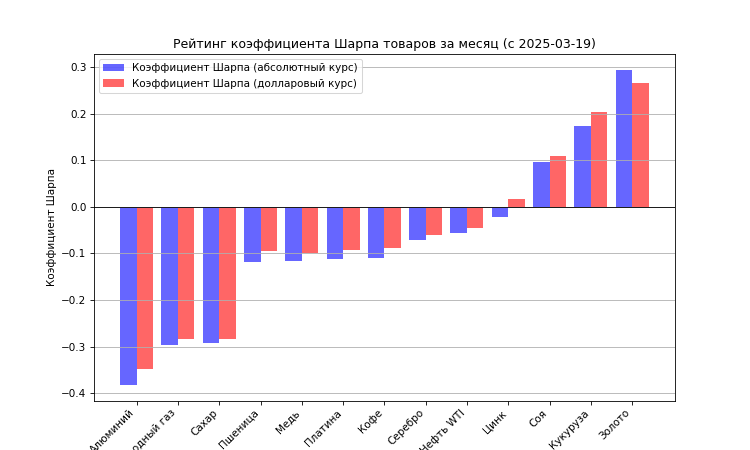 Рейтинг коэффициента Шарпа товаров за месяц (с 2025-03-19)
Коэффициент Шарпа (абсолютный курс)
Коэффициент Шарпа (долларовый курс)
Коэффициент Шарпа
0.3
0.2
0.1
0.0
−0.1
−0.2
−0.3
−0.4
Алюминий
одный газ
Сахар
Пшеница
Медь
Платина
Кофе
Серебро
Нефть WTI
Цинк
Соя
Кукуруза
Золото